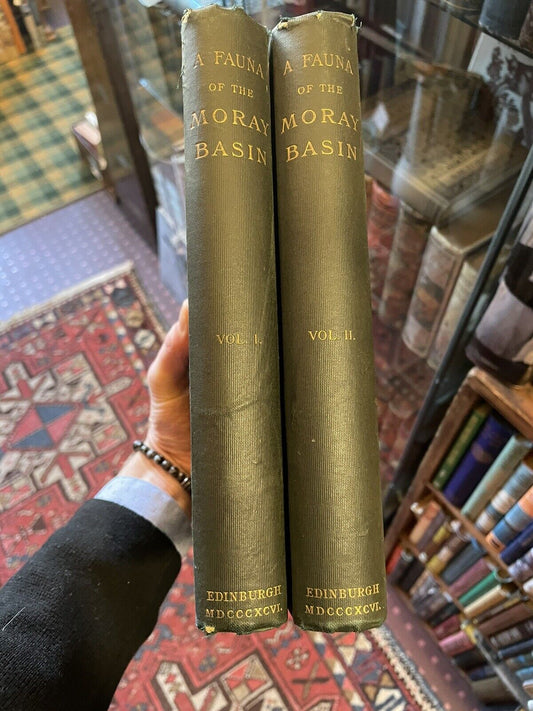 A FAUNA
OF THE
MORAY
BASIN
VOL. I.
EDINBURGH
MDCCCXCVI.
A FAUNA
OF THE
MORAY
BASIN
VOL. II.
EDINBURGH
MDCCCXCVI.